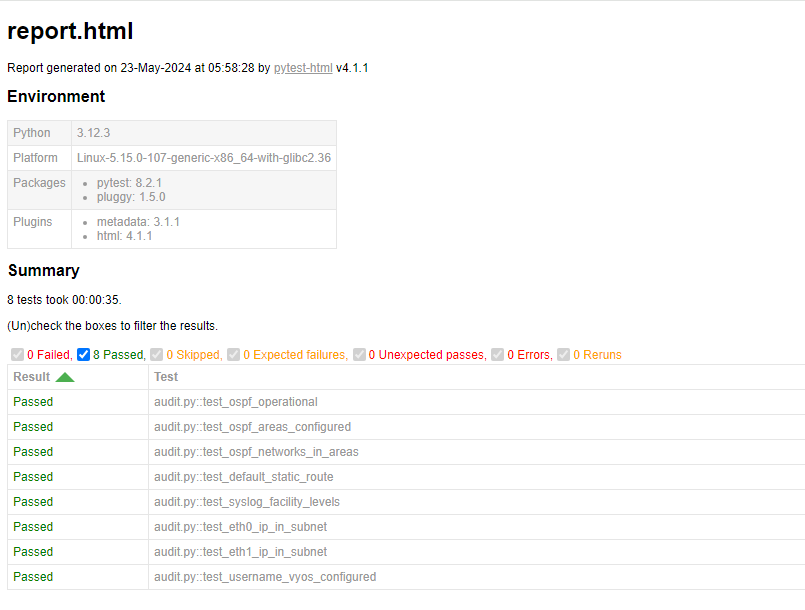 report.html
Report generated on 23-May-2024 at 05:58:28 by pytest-html v4.1.1
Environment
Python 3.12.3
Platform Linux-5.15.0-107-generic-x86_64-with-glibc2.36
Packages • pytest: 8.2.1
• pluggy: 1.5.0
Plugins • metadata: 3.1.1
• html: 4.1.1
Summary
8 tests took 00:00:35.
(Un)check the boxes to filter the results.
0 Failed, 8 Passed, 0 Skipped, 0 Expected failures, 0 Unexpected passes, 0 Errors, 0 Reruns
Result Test
Passed audit.py::test_ospf_operational
Passed audit.py::test_ospf_areas_configured
Passed audit.py::test_ospf_networks_in_areas
Passed audit.py::test_default_static_route
Passed audit.py::test_syslog_facility_levels
Passed audit.py::test_eth0_ip_in_subnet
Passed audit.py::test_eth1_ip_in_subnet
Passed audit.py::test_username_vyos_configured